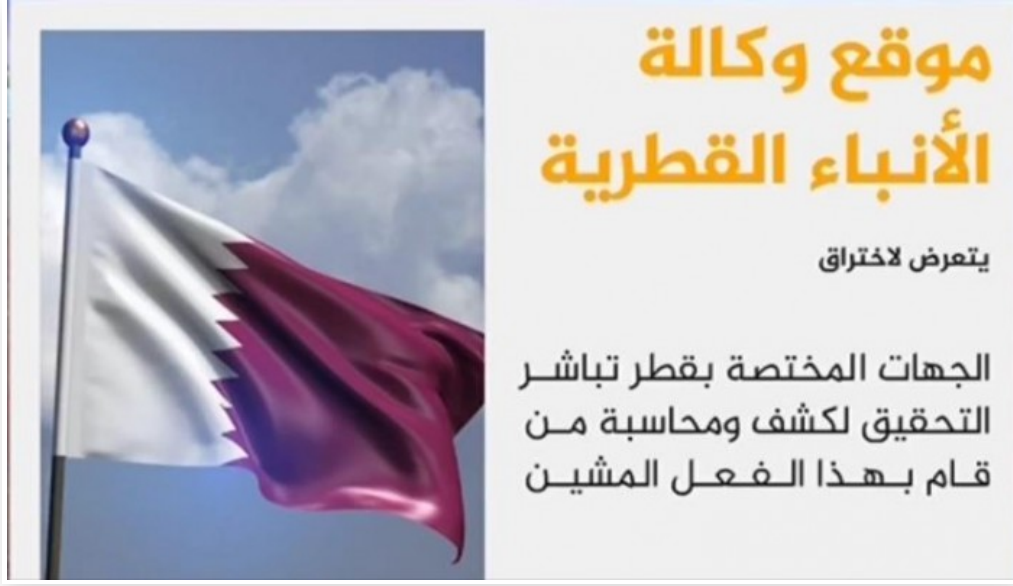 موقع وكالة
الأنباء القطرية
يتعرض لاختراق
الجهات المختصة بقطر تباشر
التحقيق لكشف ومحاسبة من
قام بهذا الفعل المشين